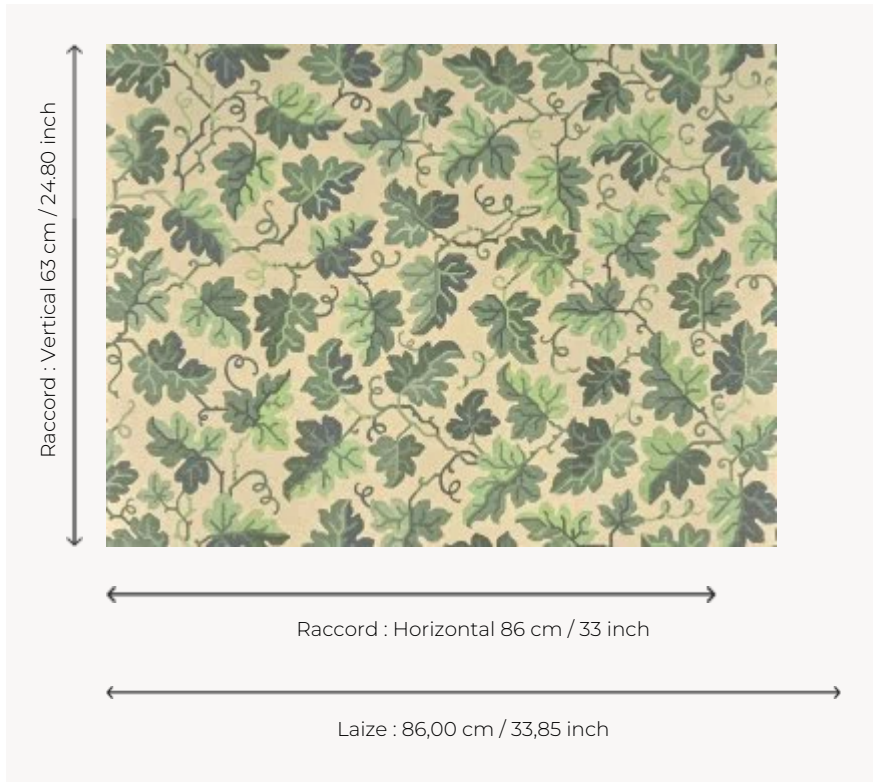 Raccord : Vertical 63 cm / 24.80 inch
Raccord : Horizontal 86 cm / 33 inch
Laize : 86,00 cm / 33,85 inch